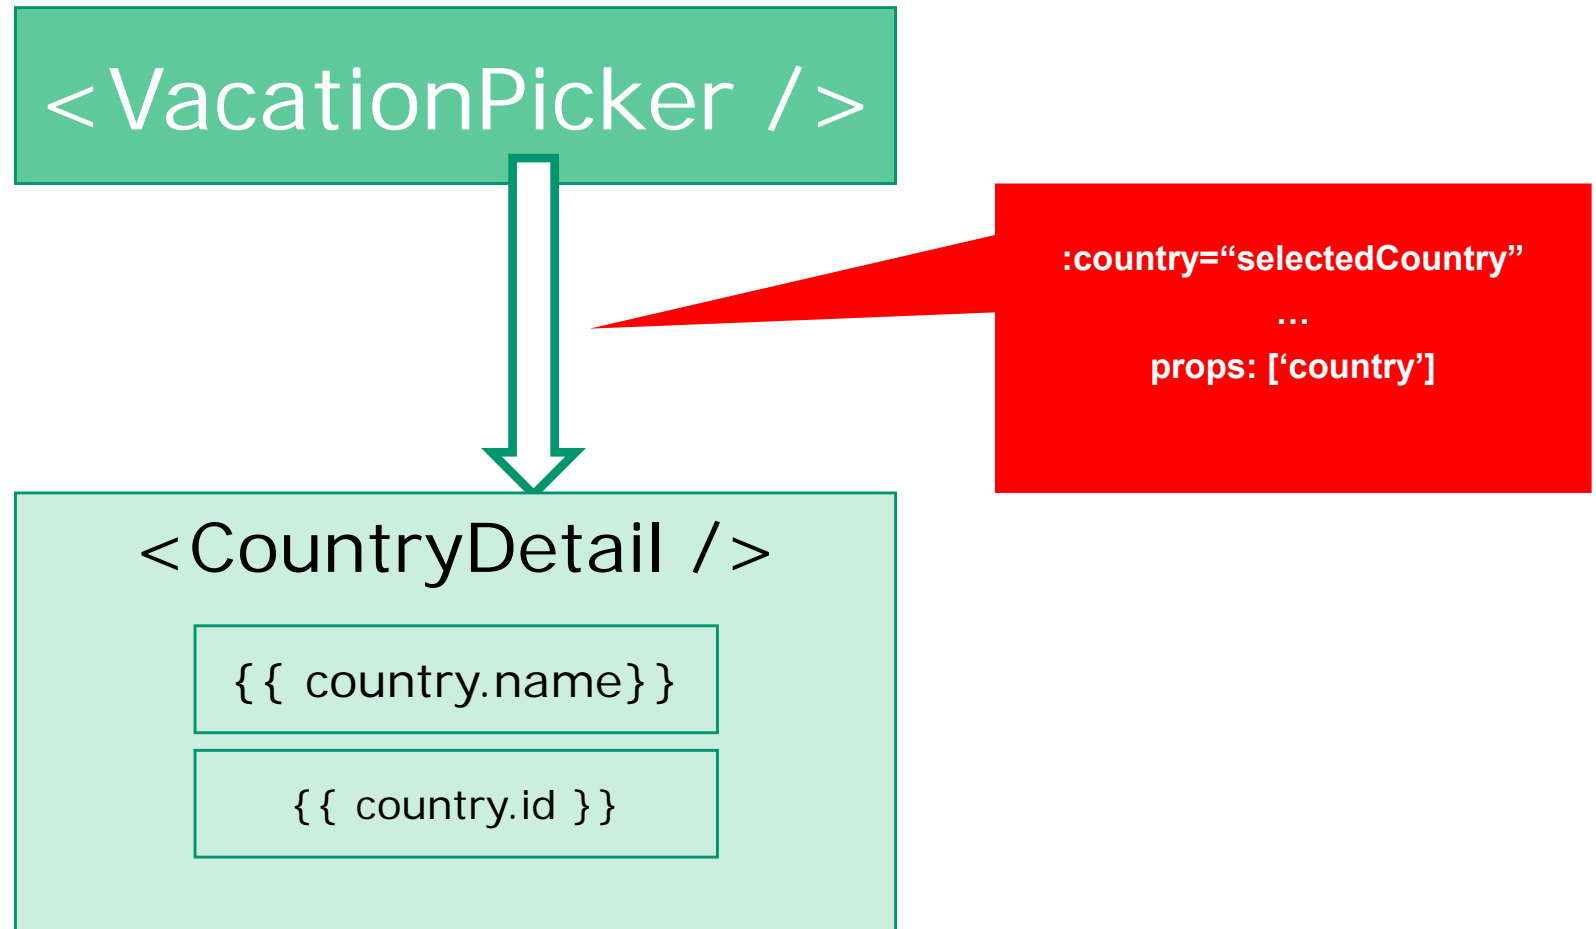 <VacationPicker />
:country=“selectedCountry”
…
props: [‘country’]
<CountryDetail />
{{ country.name}}
{{ country.id }}